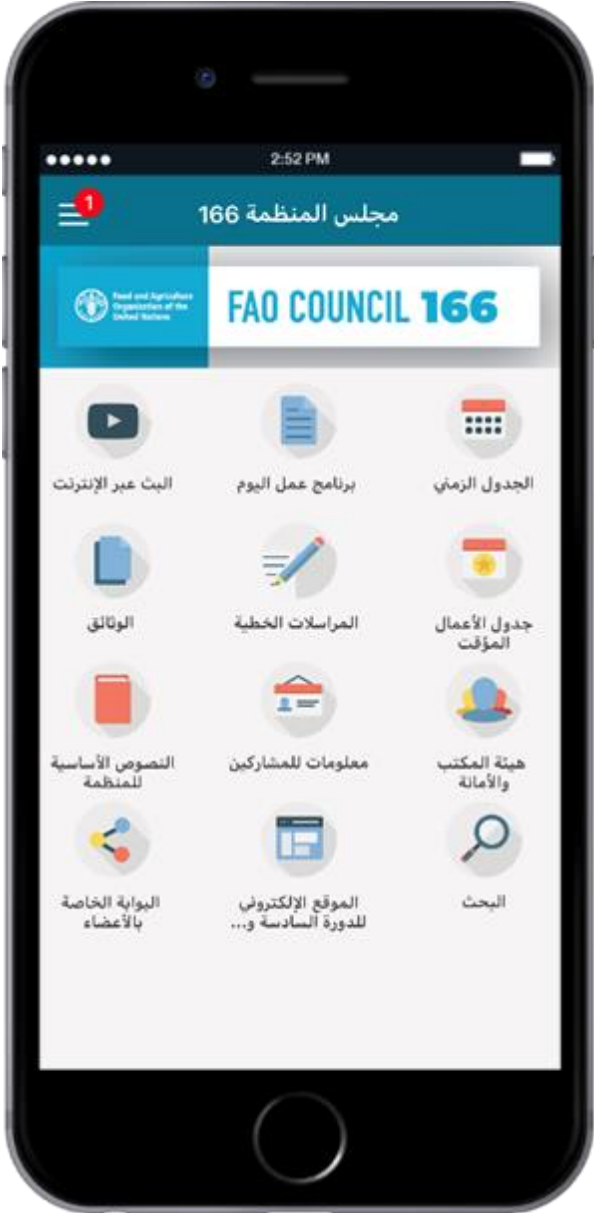 2:52 PM
1
مجلس المنظمة 166
Food and Agriculture
Organization of the
United Nations
FAO COUNCIL 166
الجدول الزمني
برنامج عمل اليوم
البث عبر الإنترنت
جدول الأعمال
المؤقت
المراسلات الخطية
الوثائق
هيئة المكتب
والأمانة
معلومات للمشاركين
النصوص الأساسية
للمنظمة
البحث
الموقع الإلكتروني
للدورة السادسة و...
البوابة الخاصة
بالأعضاء